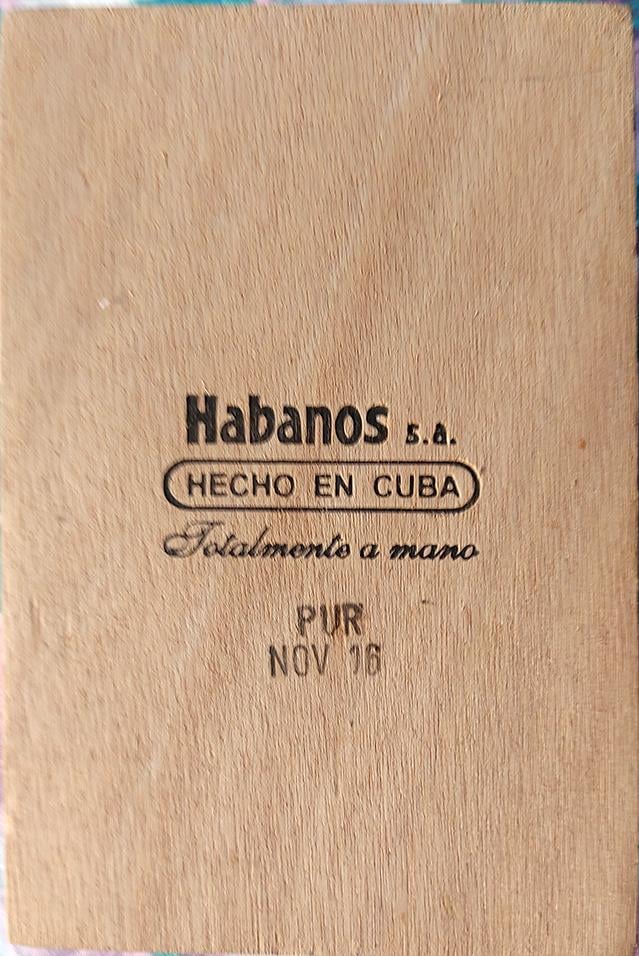 Habanos s.a.
HECHO EN CUBA
Totalmente a mano
PUR
NOV 16